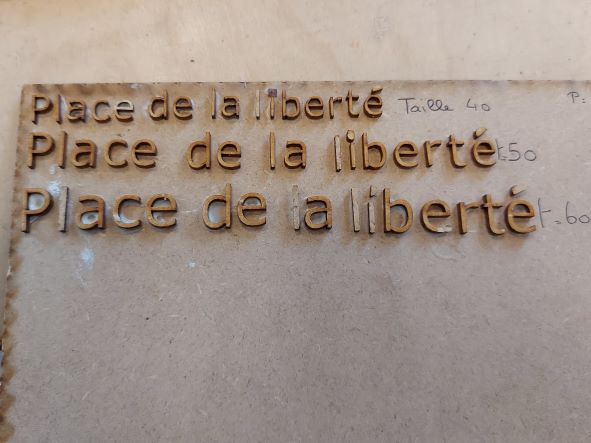 Place de la liberté Taille 40 P:
Place de la liberté t:50
Place de la liberté t:60